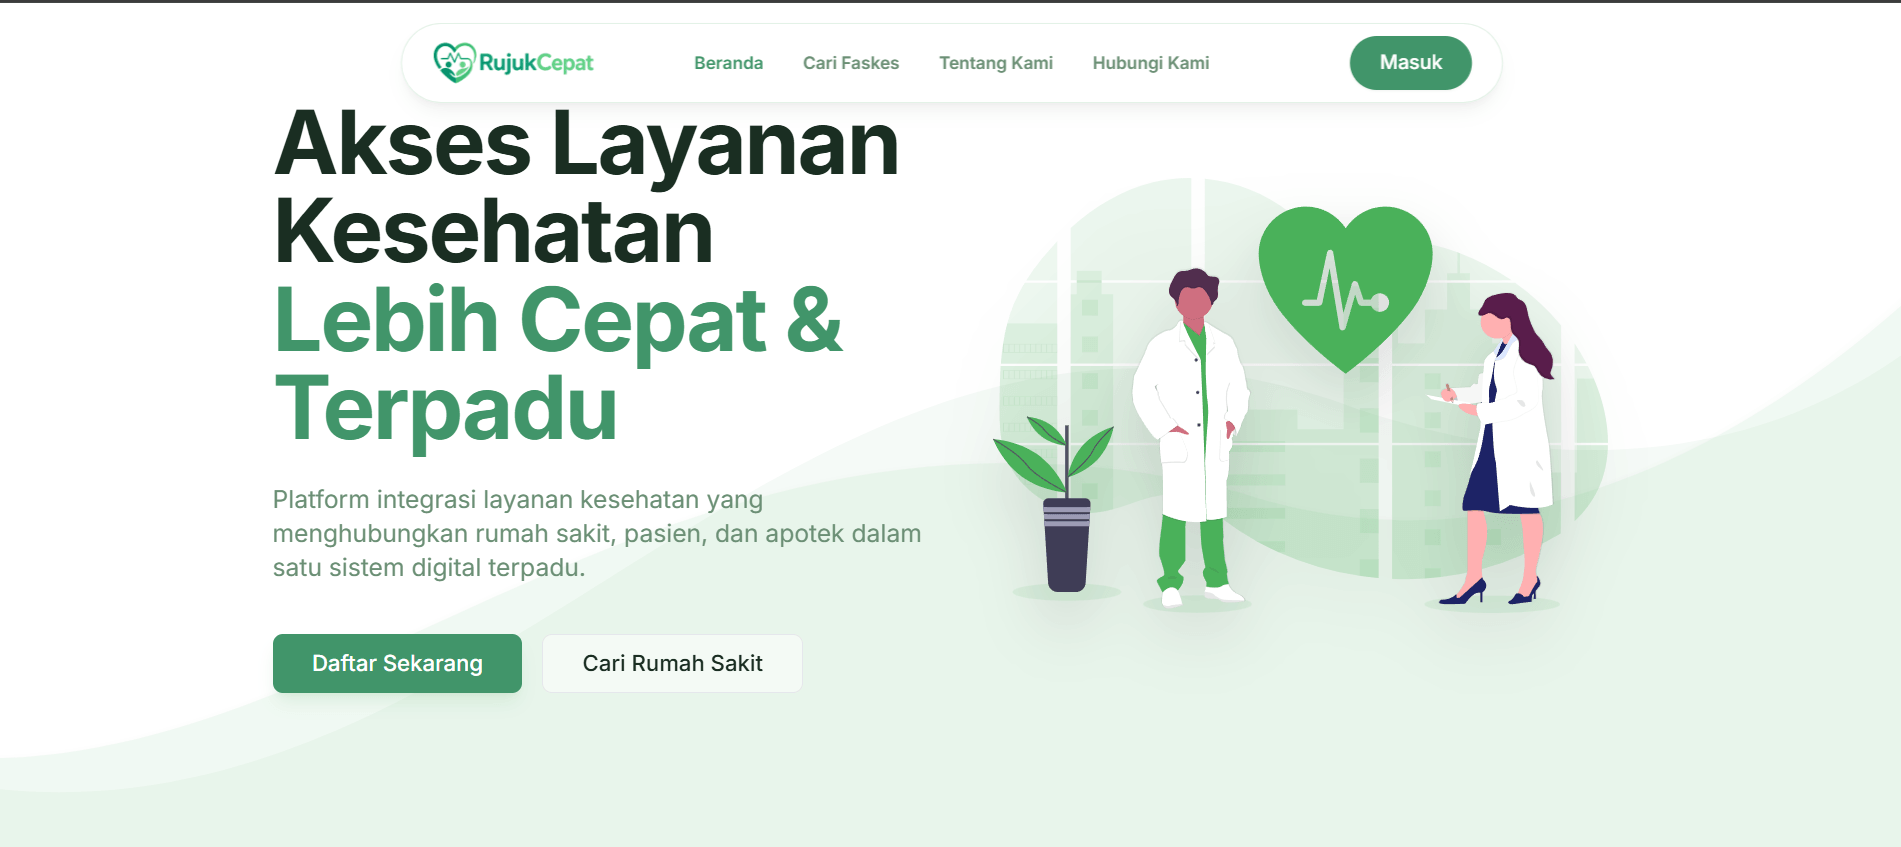 RujukCepat
Beranda
Cari Faskes
Tentang Kami
Hubungi Kami
Masuk
Akses Layanan
Kesehatan
Lebih Cepat &
Terpadu
Platform integrasi layanan kesehatan yang
menghubungkan rumah sakit, pasien, dan apotek dalam
satu sistem digital terpadu.
Daftar Sekarang
Cari Rumah Sakit